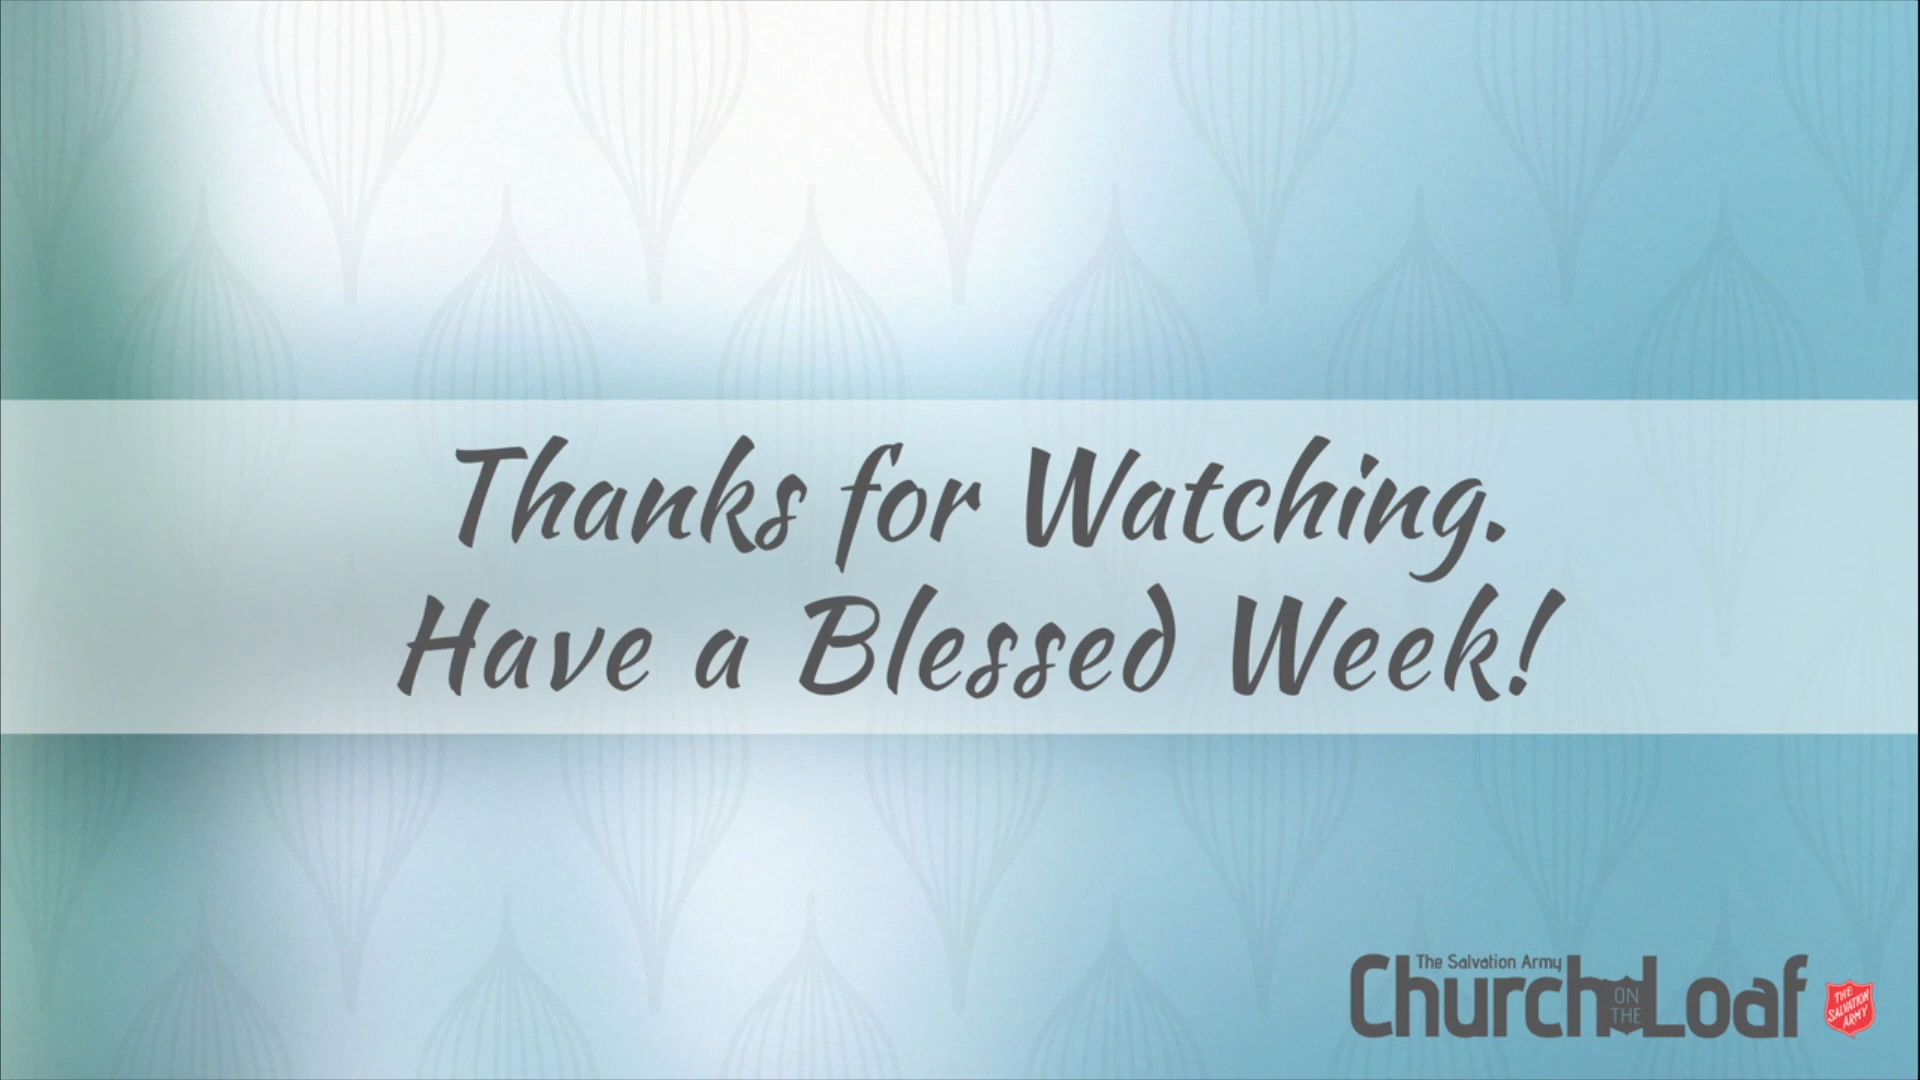 Thanks for Watching.
Have a Blessed Week!
The Salvation Army
Church ON THE Loaf
THE
SALVATION
ARMY